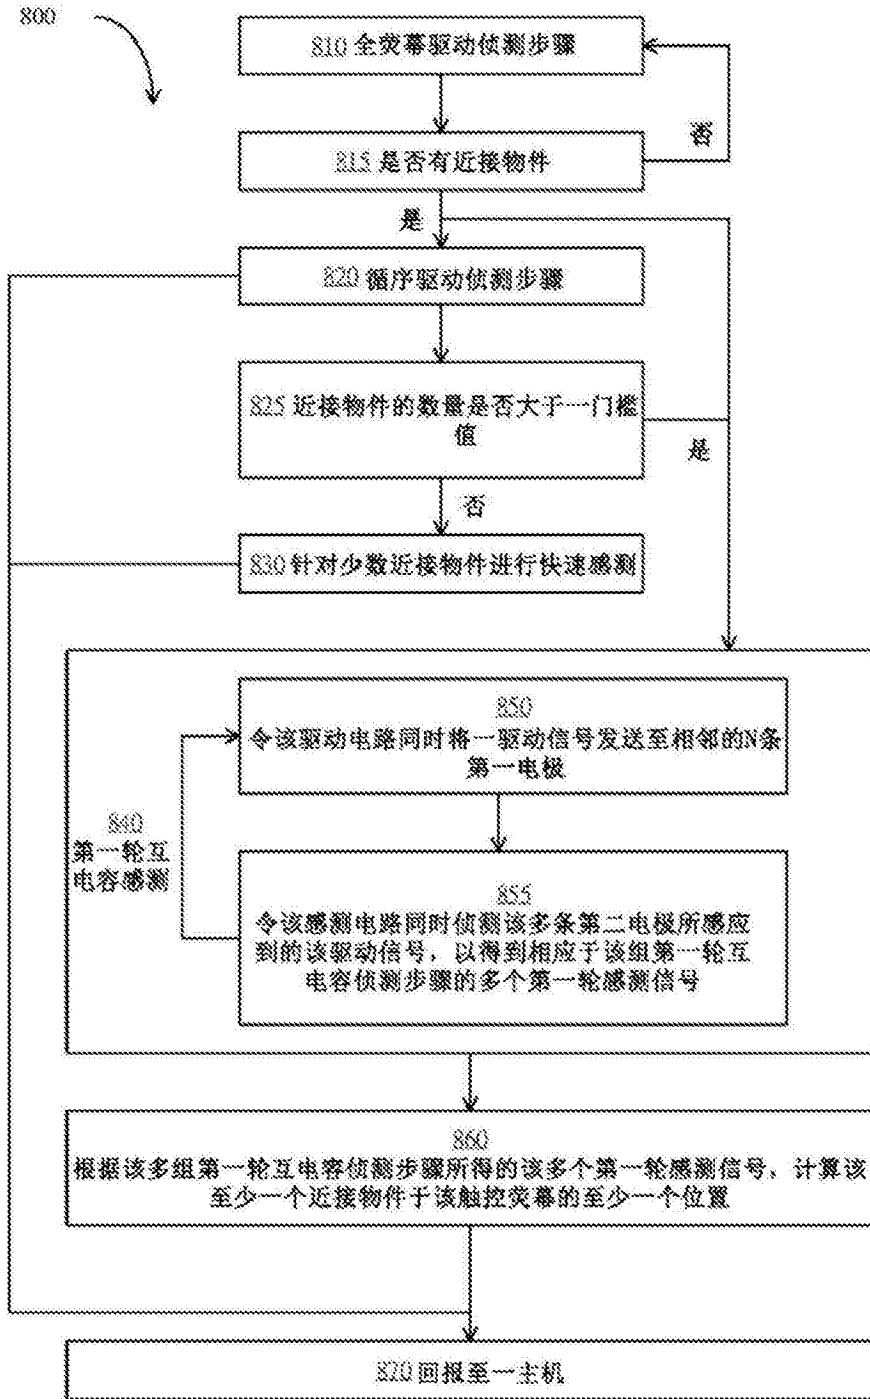 800
810 全荧幕驱动侦测步骤
否
815 是否有近接物件
是
820 循序驱动侦测步骤
825 近接物件的数量是否大于一门槛
值
是
否
830 针对少数近接物件进行快速感测
850
令该驱动电路同时将一驱动信号发送至相邻的N条
第一电极
840
第一轮互
电容感测
855
令该感测电路同时侦测该多条第二电极所感应
到的该驱动信号，以得到相应于该组第一轮互
电容侦测步骤的多个第一轮感测信号
860
根据该多组第一轮互电容侦测步骤所得的该多个第一轮感测信号，计算该
至少一个近接物件于该触控荧幕的至少一个位置
870 回报至一主机